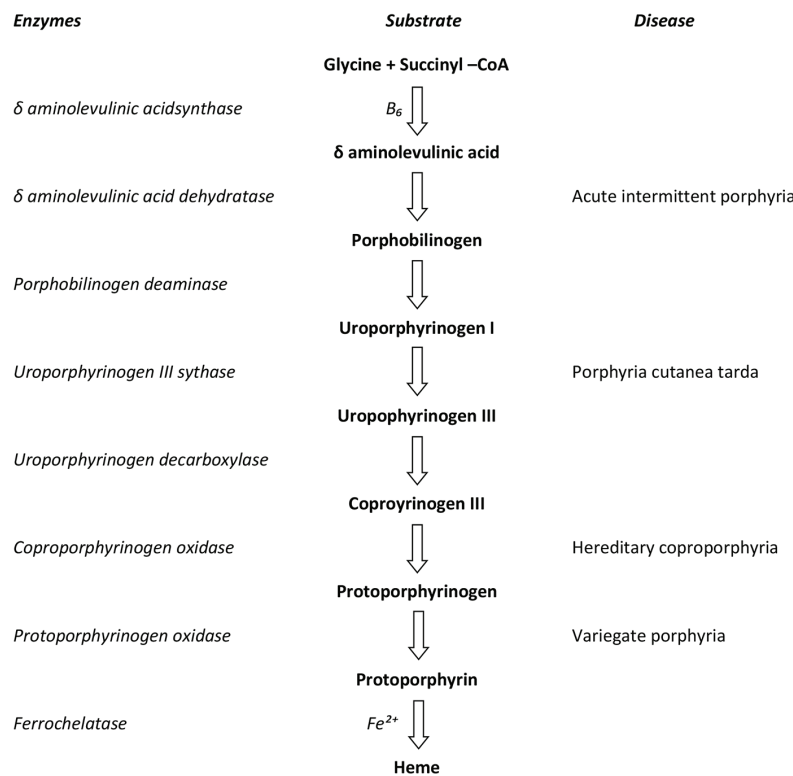 Enzymes Substrate Disease
Glycine + Succinyl –CoA
δ aminolevulinic acidsynthase B₆
δ aminolevulinic acid
δ aminolevulinic acid dehydratase Acute intermittent porphyria
Porphobilinogen
Porphobilinogen deaminase
Uroporphyrinogen I
Uroporphyrinogen III sythase Porphyria cutanea tarda
Uropophyrinogen III
Uroporphyrinogen decarboxylase
Coproyrinogen III
Coproporphyrinogen oxidase Hereditary coproporphyria
Protoporphyrinogen
Protoporphyrinogen oxidase Variegate porphyria
Protoporphyrin
Ferrochelatase Fe²⁺
Heme